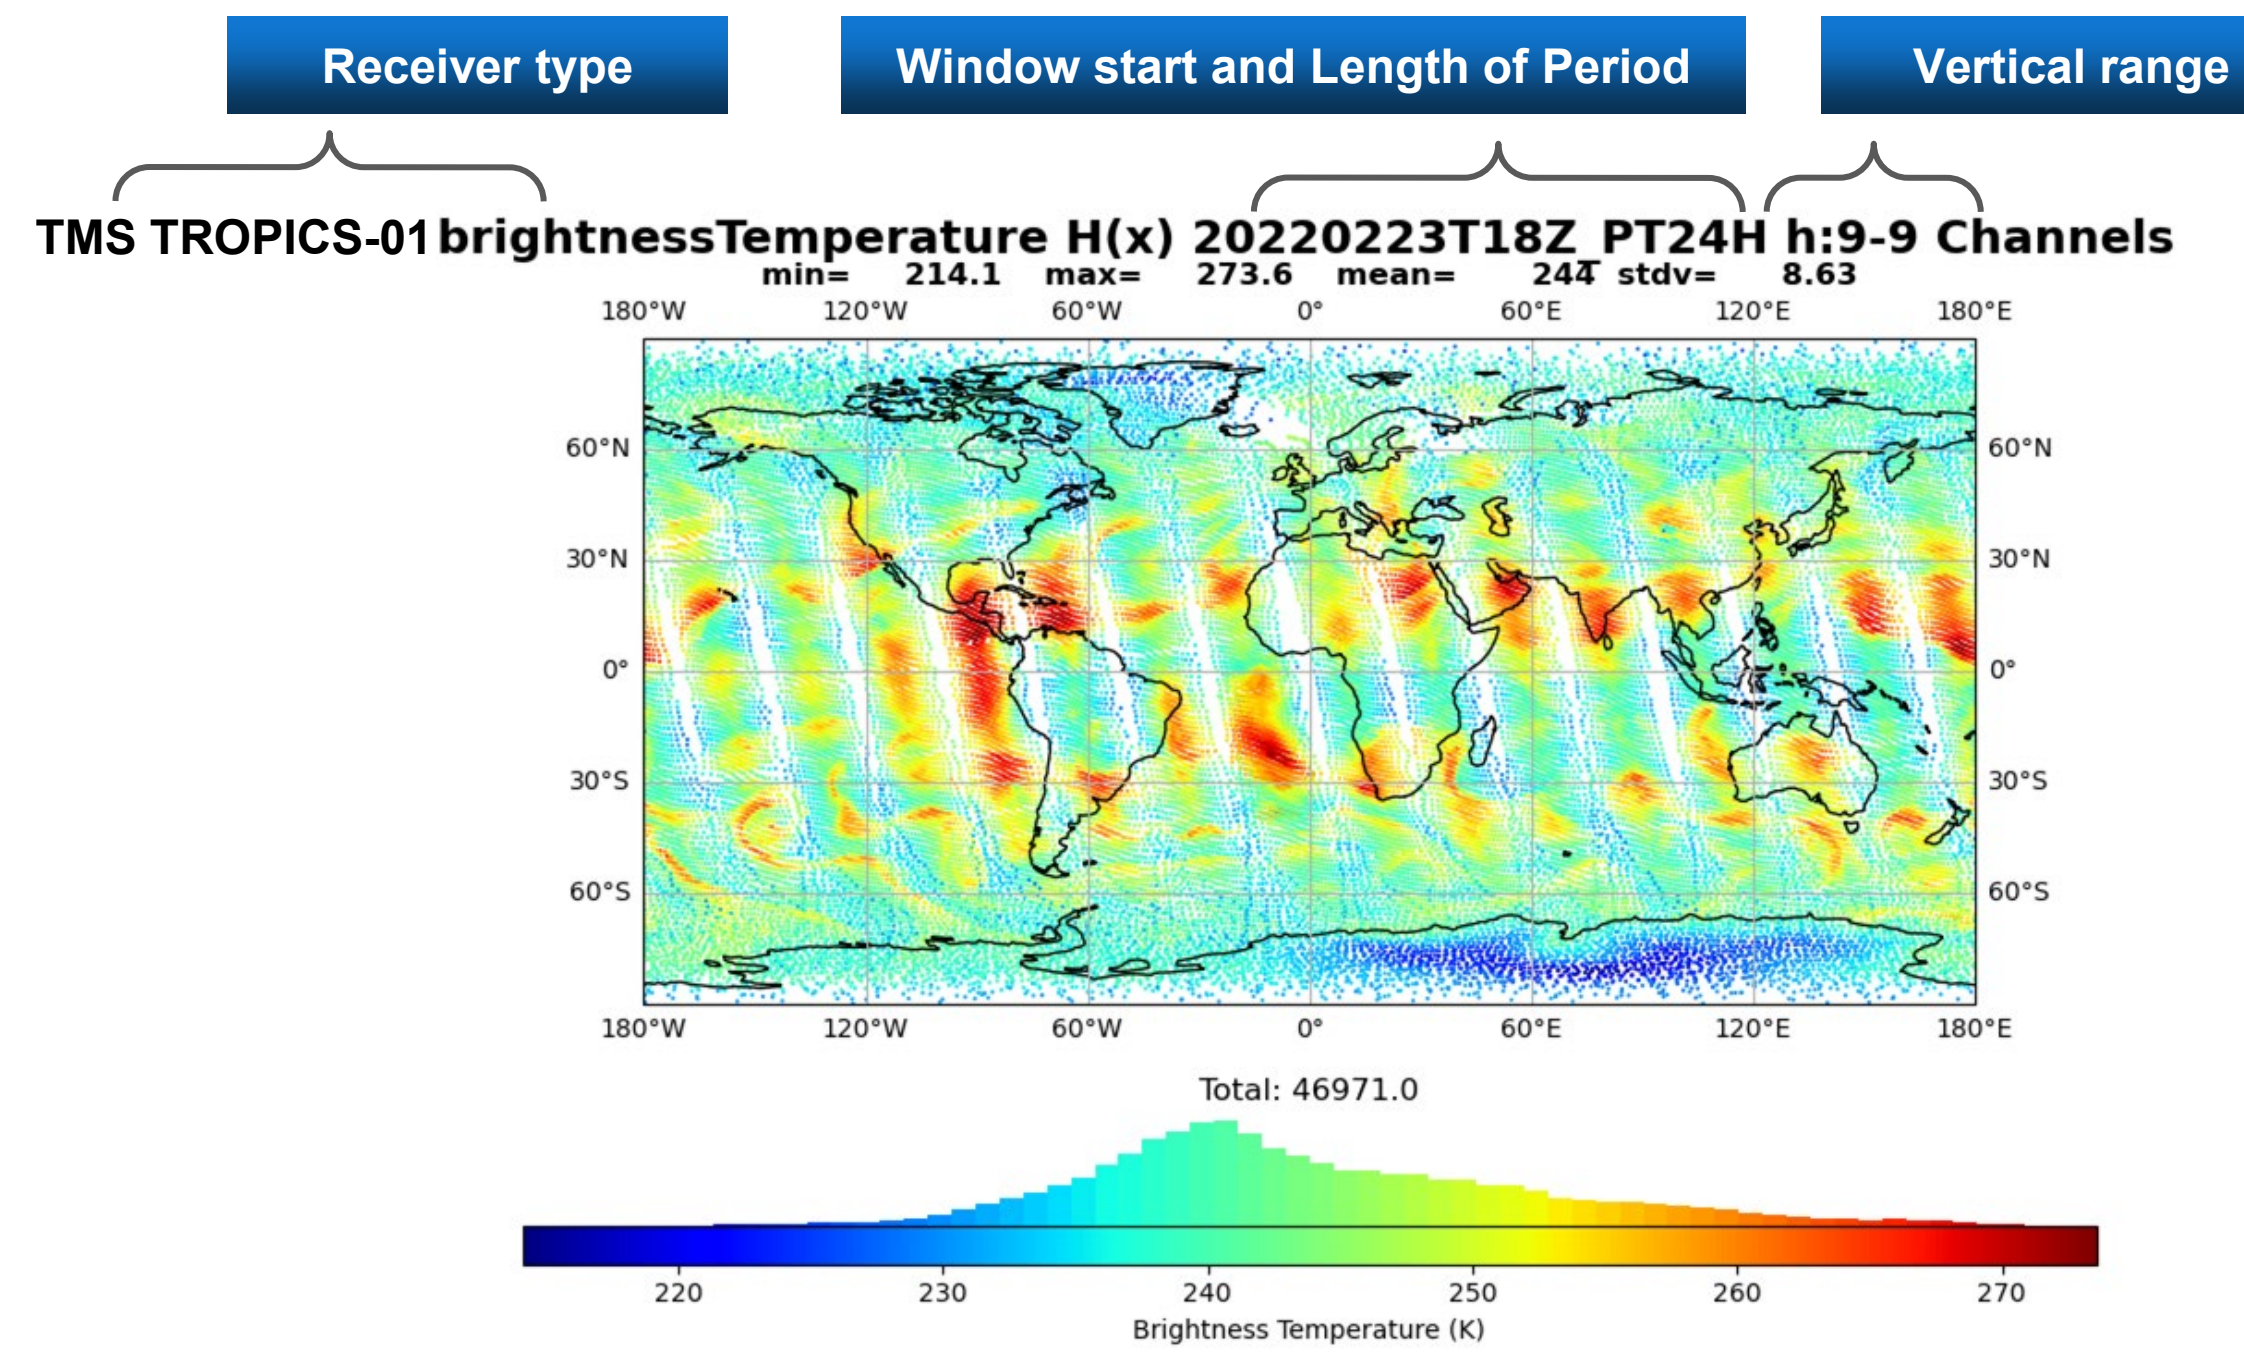 Receiver type
Window start and Length of Period
Vertical range
TMS TROPICS-01 brightnessTemperature H(x) 20220223T18Z_PT24H h:9-9 Channels
min= 214.1 max= 273.6 mean= 244 stdv= 8.63
180°W 120°W 60°W 0° 60°E 120°E 180°E
60°N 60°N
30°N 30°N
0° 0°
30°S 30°S
60°S 60°S
180°W 120°W 60°W 0° 60°E 120°E 180°E
Total: 46971.0
220 230 240 250 260 270
Brightness Temperature (K)